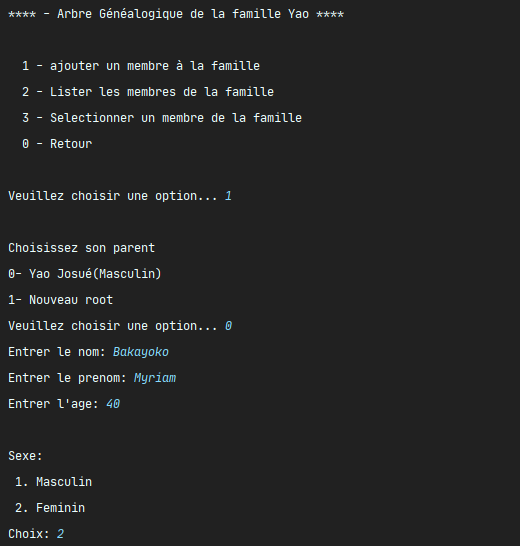 **** - Arbre Généalogique de la famille Yao ****
1 - ajouter un membre à la famille
2 - Lister les membres de la famille
3 - Selectionner un membre de la famille
0 - Retour
Veuillez choisir une option... 1
Choisissez son parent
0- Yao Josué(Masculin)
1- Nouveau root
Veuillez choisir une option... 0
Entrer le nom: Bakayoko
Entrer le prenom: Myriam
Entrer l'age: 40
Sexe:
1. Masculin
2. Feminin
Choix: 2